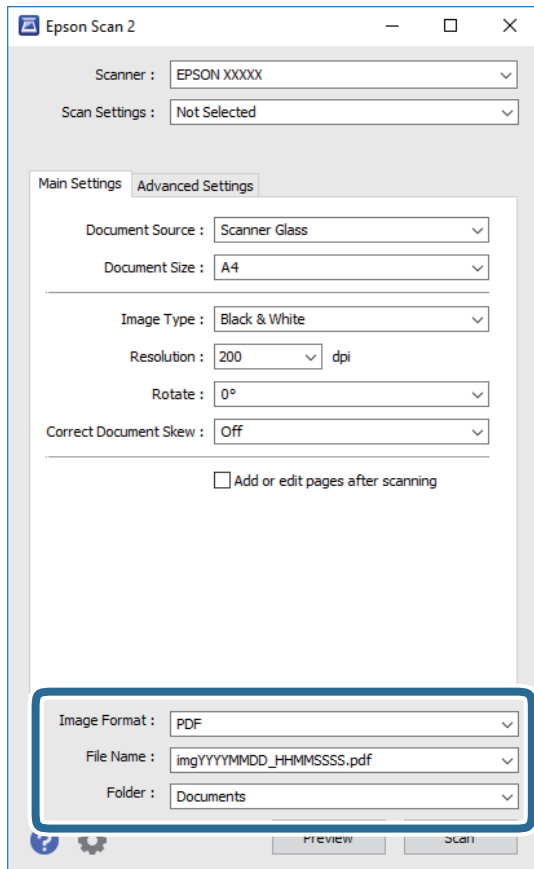 Epson Scan 2
Scanner : EPSON XXXXX
Scan Settings : Not Selected
Main Settings Advanced Settings
Document Source : Scanner Glass
Document Size : A4
Image Type : Black & White
Resolution : 200 dpi
Rotate : 0°
Correct Document Skew : Off
Add or edit pages after scanning
Image Format : PDF
File Name : imgYYYYMMDD_HHMMSSSS.pdf
Folder : Documents
? Preview Scan